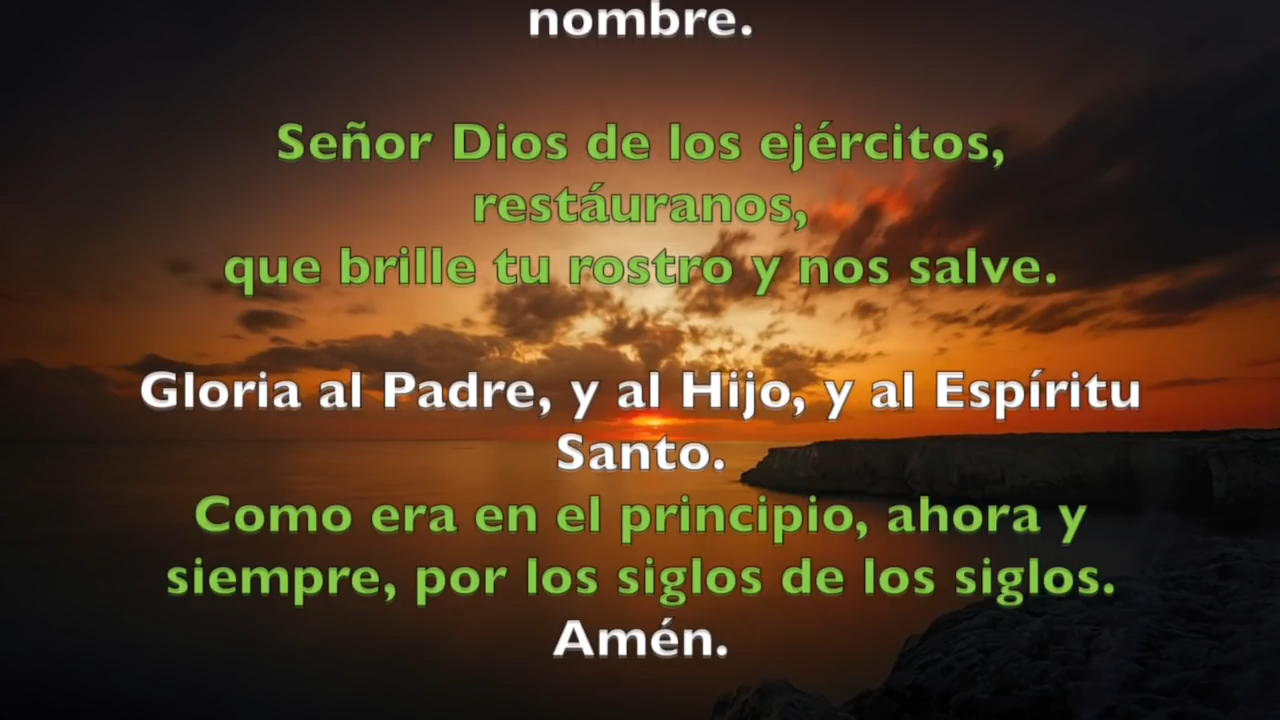 nombre.
Señor Dios de los ejércitos,
restáuranos,
que brille tu rostro y nos salve.
Gloria al Padre, y al Hijo, y al Espíritu
Santo.
Como era en el principio, ahora y
siempre, por los siglos de los siglos.
Amén.